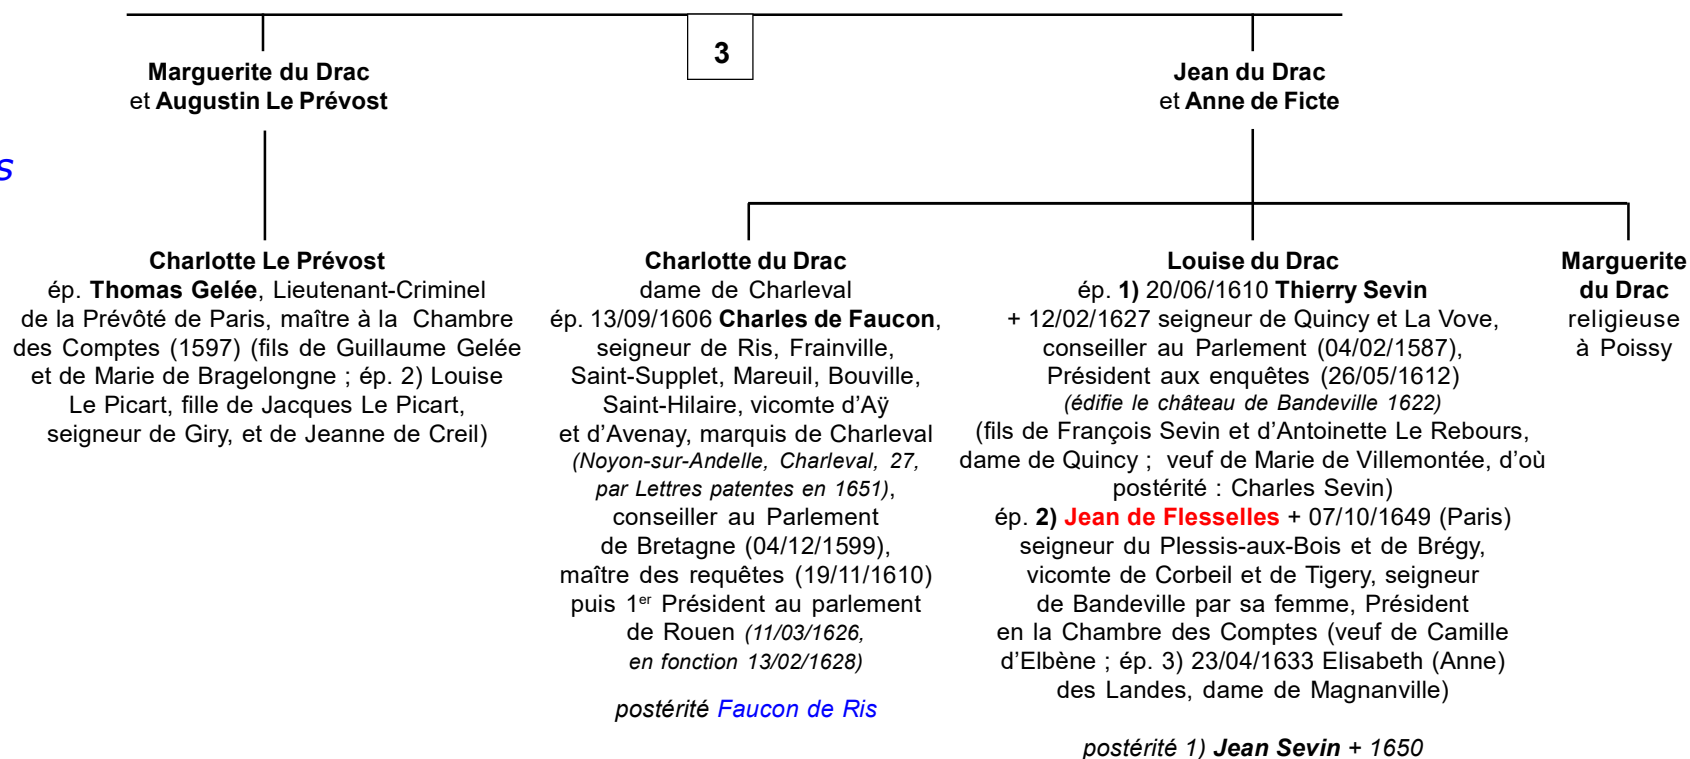 3
Marguerite du Drac
et Augustin Le Prévost
Jean du Drac
et Anne de Ficte
s
Charlotte Le Prévost
ép. Thomas Gelée, Lieutenant-Criminel
de la Prévôté de Paris, maître à la Chambre
des Comptes (1597) (fils de Guillaume Gelée
et de Marie de Bragelongne ; ép. 2) Louise
Le Picart, fille de Jacques Le Picart,
seigneur de Giry, et de Jeanne de Creil)
Charlotte du Drac
dame de Charleval
ép. 13/09/1606 Charles de Faucon,
seigneur de Ris, Frainville,
Saint-Supplet, Mareuil, Bouville,
Saint-Hilaire, vicomte d’Aÿ
et d’Avenay, marquis de Charleval
(Noyon-sur-Andelle, Charleval, 27,
par Lettres patentes en 1651),
conseiller au Parlement
de Bretagne (04/12/1599),
maître des requêtes (19/11/1610)
puis 1er Président au parlement
de Rouen (11/03/1626,
en fonction 13/02/1628)
postérité Faucon de Ris
Louise du Drac
ép. 1) 20/06/1610 Thierry Sevin
+ 12/02/1627 seigneur de Quincy et La Vove,
conseiller au Parlement (04/02/1587),
Président aux enquêtes (26/05/1612)
(édifie le château de Bandeville 1622)
(fils de François Sevin et d’Antoinette Le Rebours,
dame de Quincy ; veuf de Marie de Villemontée, d’où
postérité : Charles Sevin)
ép. 2) Jean de Flesselles + 07/10/1649 (Paris)
seigneur du Plessis-aux-Bois et de Brégy,
vicomte de Corbeil et de Tigery, seigneur
de Bandeville par sa femme, Président
en la Chambre des Comptes (veuf de Camille
d’Elbène ; ép. 3) 23/04/1633 Elisabeth (Anne)
des Landes, dame de Magnanville)
postérité 1) Jean Sevin + 1650
Marguerite
du Drac
religieuse
à Poissy